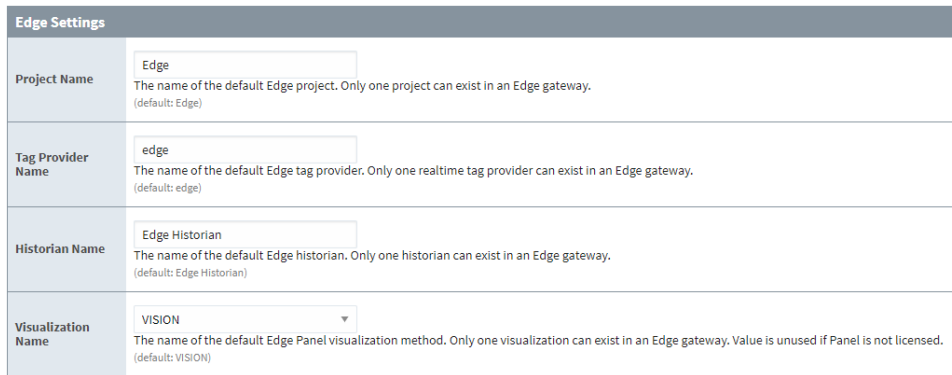 Edge Settings
Project Name
Edge
The name of the default Edge project. Only one project can exist in an Edge gateway.
(default: Edge)
Tag Provider
Name
edge
The name of the default Edge tag provider. Only one realtime tag provider can exist in an Edge gateway.
(default: edge)
Historian Name
Edge Historian
The name of the default Edge historian. Only one historian can exist in an Edge gateway.
(default: Edge Historian)
Visualization
Name
VISION
The name of the default Edge Panel visualization method. Only one visualization can exist in an Edge gateway. Value is unused if Panel is not licensed.
(default: VISION)